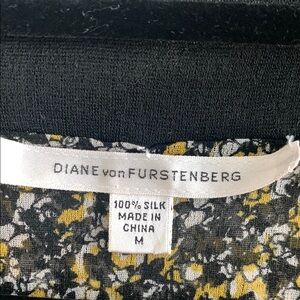 DIANE von FURSTENBERG
100% SILK
MADE IN
CHINA
M